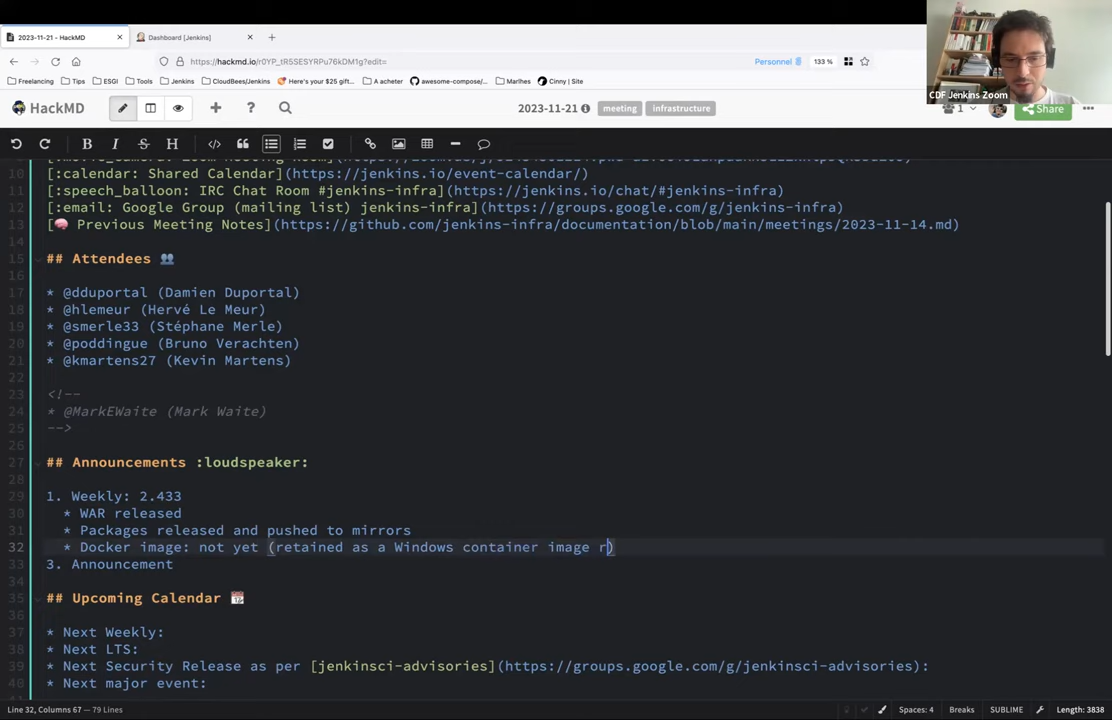 2023-11-21 - HackMD
Dashboard [Jenkins]
https://hackmd.io/r0YP_tR5SESYRPu76kDM1g?edit=
Personnel
133 %
Freelancing
Tips
ESGI
Tools
Jenkins
CloudBees/Jenkins
Here's your $25 gift...
A acheter
awesome-compose/...
Marlhes
Cinny | Site
CDF Jenkins Zoom
HackMD
2023-11-21
meeting
infrastructure
1
Share
10 [:calendar: Shared Calendar](https://jenkins.io/event-calendar/)
11 [:speech_balloon: IRC Chat Room #jenkins-infra](https://jenkins.io/chat/#jenkins-infra)
12 [:email: Google Group (mailing list) jenkins-infra](https://groups.google.com/g/jenkins-infra)
13 [🧠 Previous Meeting Notes](https://github.com/jenkins-infra/documentation/blob/main/meetings/2023-11-14.md)
14
15 ## Attendees 👥
16
17 * @dduportal (Damien Duportal)
18 * @hlemeur (Hervé Le Meur)
19 * @smerle33 (Stéphane Merle)
20 * @poddingue (Bruno Verachten)
21 * @kmartens27 (Kevin Martens)
22
23 <!--
24 * @MarkEWaite (Mark Waite)
25 -->
26
27 ## Announcements :loudspeaker:
28
29 1. Weekly: 2.433
30 * WAR released
31 * Packages released and pushed to mirrors
32 * Docker image: not yet (retained as a Windows container image r)
33 3. Announcement
34
35 ## Upcoming Calendar 📆
36
37 * Next Weekly:
38 * Next LTS:
39 * Next Security Release as per [jenkinsci-advisories](https://groups.google.com/g/jenkinsci-advisories):
40 * Next major event:
Line 32, Columns 67 — 79 Lines
Spaces: 4
Breaks
SUBLIME
Length: 3838